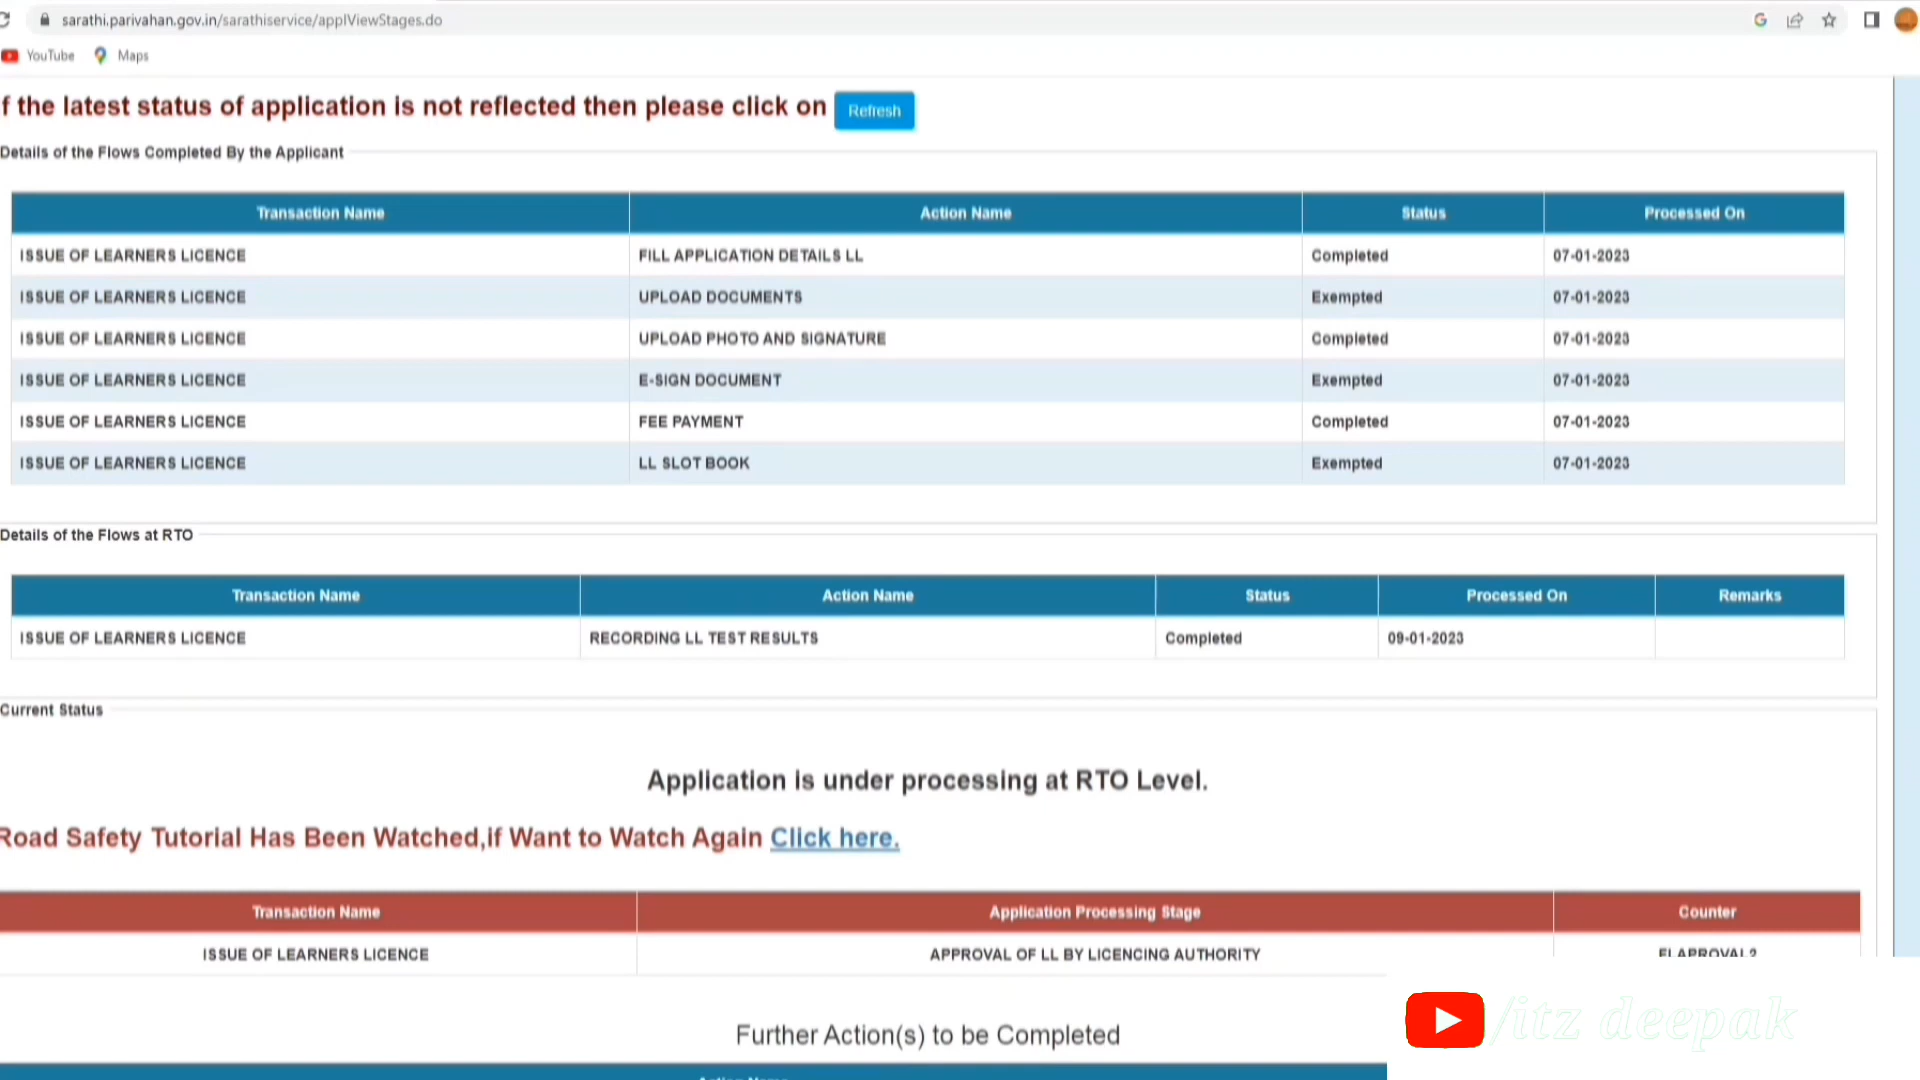 sarathi.parivahan.gov.in/sarathiservice/applViewStages.do
YouTube Maps
f the latest status of application is not reflected then please click on Refresh
Details of the Flows Completed By the Applicant
Transaction Name Action Name Status Processed On
ISSUE OF LEARNERS LICENCE FILL APPLICATION DETAILS LL Completed 07-01-2023
ISSUE OF LEARNERS LICENCE UPLOAD DOCUMENTS Exempted 07-01-2023
ISSUE OF LEARNERS LICENCE UPLOAD PHOTO AND SIGNATURE Completed 07-01-2023
ISSUE OF LEARNERS LICENCE E-SIGN DOCUMENT Exempted 07-01-2023
ISSUE OF LEARNERS LICENCE FEE PAYMENT Completed 07-01-2023
ISSUE OF LEARNERS LICENCE LL SLOT BOOK Exempted 07-01-2023
Details of the Flows at RTO
Transaction Name Action Name Status Processed On Remarks
ISSUE OF LEARNERS LICENCE RECORDING LL TEST RESULTS Completed 09-01-2023
Current Status
Application is under processing at RTO Level.
Road Safety Tutorial Has Been Watched,if Want to Watch Again Click here.
Transaction Name Application Processing Stage Counter
ISSUE OF LEARNERS LICENCE APPROVAL OF LL BY LICENCING AUTHORITY
Further Action(s) to be Completed
/itz deepak